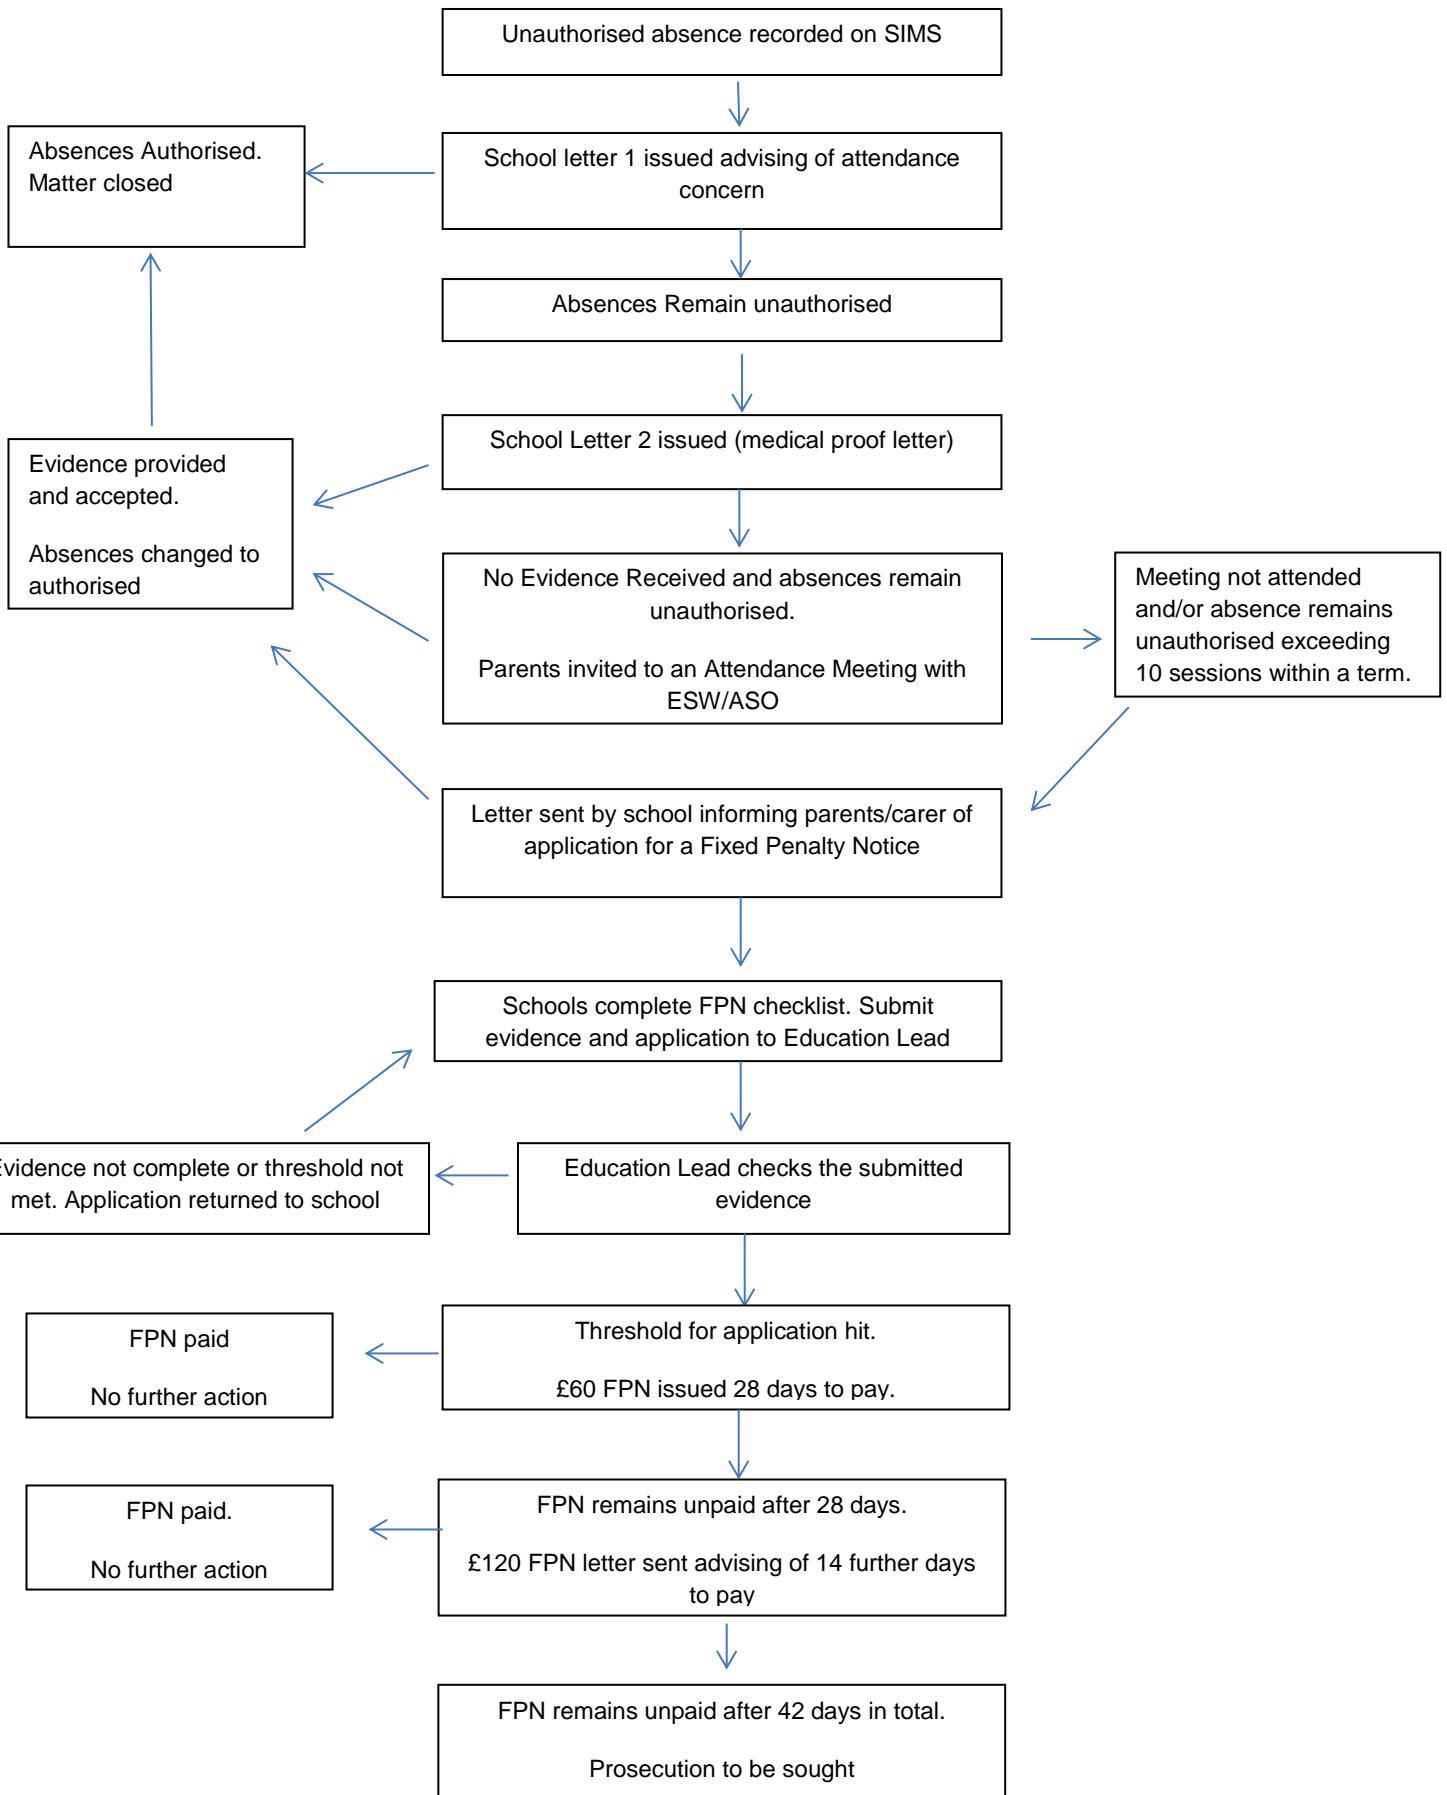 Unauthorised absence recorded on SIMS
Absences Authorised.
Matter closed
School letter 1 issued advising of attendance
concern
Absences Remain unauthorised
School Letter 2 issued (medical proof letter)
Evidence provided
and accepted.
Absences changed to
authorised
No Evidence Received and absences remain
unauthorised.
Parents invited to an Attendance Meeting with
ESW/ASO
Meeting not attended
and/or absence remains
unauthorised exceeding
10 sessions within a term.
Letter sent by school informing parents/carer of
application for a Fixed Penalty Notice
Schools complete FPN checklist. Submit
evidence and application to Education Lead
Evidence not complete or threshold not
met. Application returned to school
Education Lead checks the submitted
evidence
FPN paid
No further action
Threshold for application hit.
£60 FPN issued 28 days to pay.
FPN paid.
No further action
FPN remains unpaid after 28 days.
£120 FPN letter sent advising of 14 further days
to pay
FPN remains unpaid after 42 days in total.
Prosecution to be sought